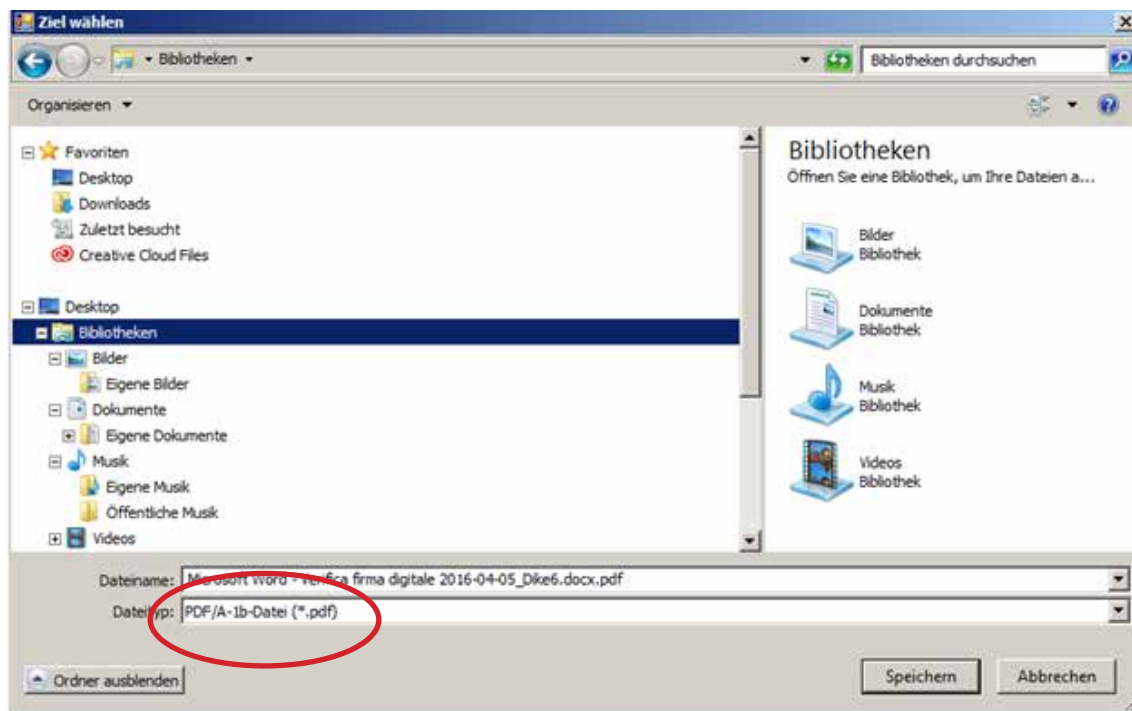 Ziel wählen
Bibliotheken
Bibliotheken durchsuchen
Organisieren
Favoriten
Desktop
Downloads
Zuletzt besucht
Creative Cloud Files
Desktop
Bibliotheken
Bilder
Eigene Bilder
Dokumente
Eigene Dokumente
Musik
Eigene Musik
Öffentliche Musik
Videos
Bibliotheken
Öffnen Sie eine Bibliothek, um Ihre Dateien a...
Bilder
Bibliothek
Dokumente
Bibliothek
Musik
Bibliothek
Videos
Bibliothek
Dateiname: Microsoft Word - Verifica firma digitale 2016-04-05_Dike6.docx.pdf
Dateityp: PDF/A-1b-Datei (*.pdf)
Ordner ausblenden
Speichern
Abbrechen